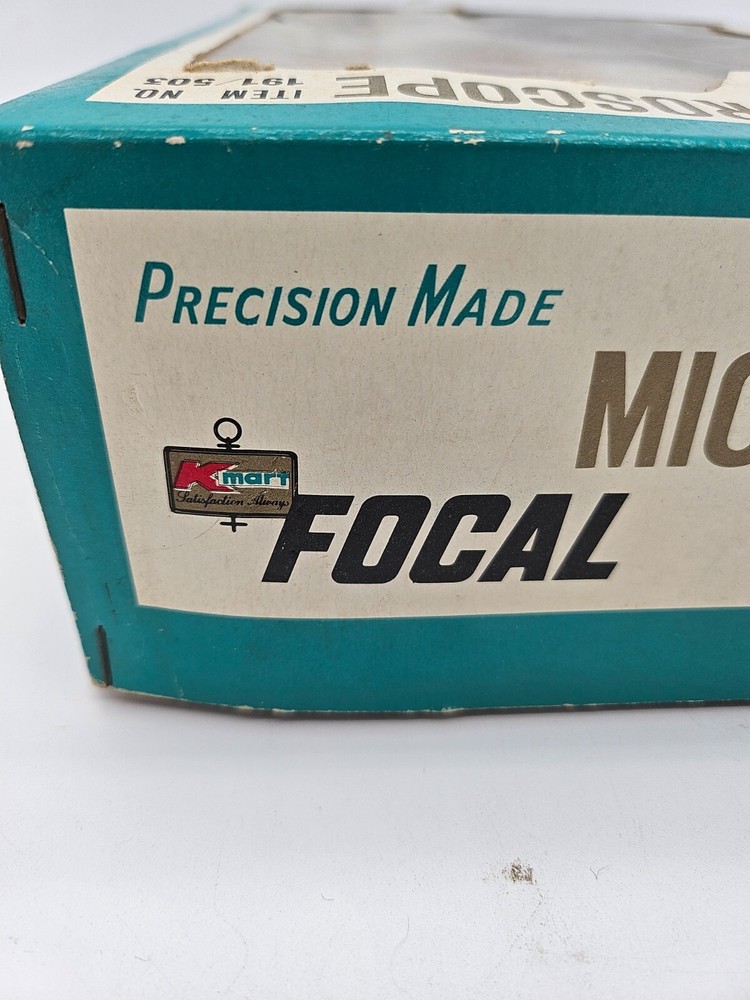 ROSCOPE
ITEM NO.
191/503
PRECISION MADE
MIC
Kmart
Satisfaction Always
FOCAL